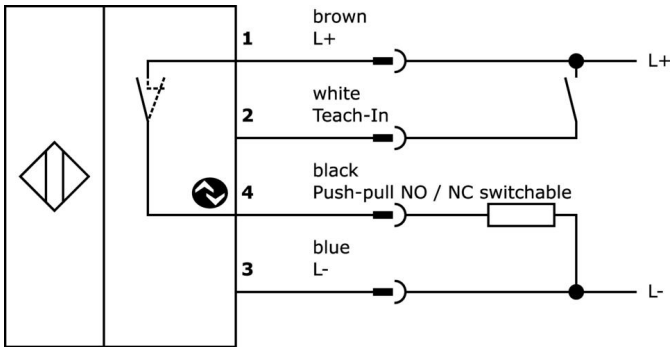 brown
1 L+
L+
white
2 Teach-In
black
4 Push-pull NO / NC switchable
blue
3 L-
L-